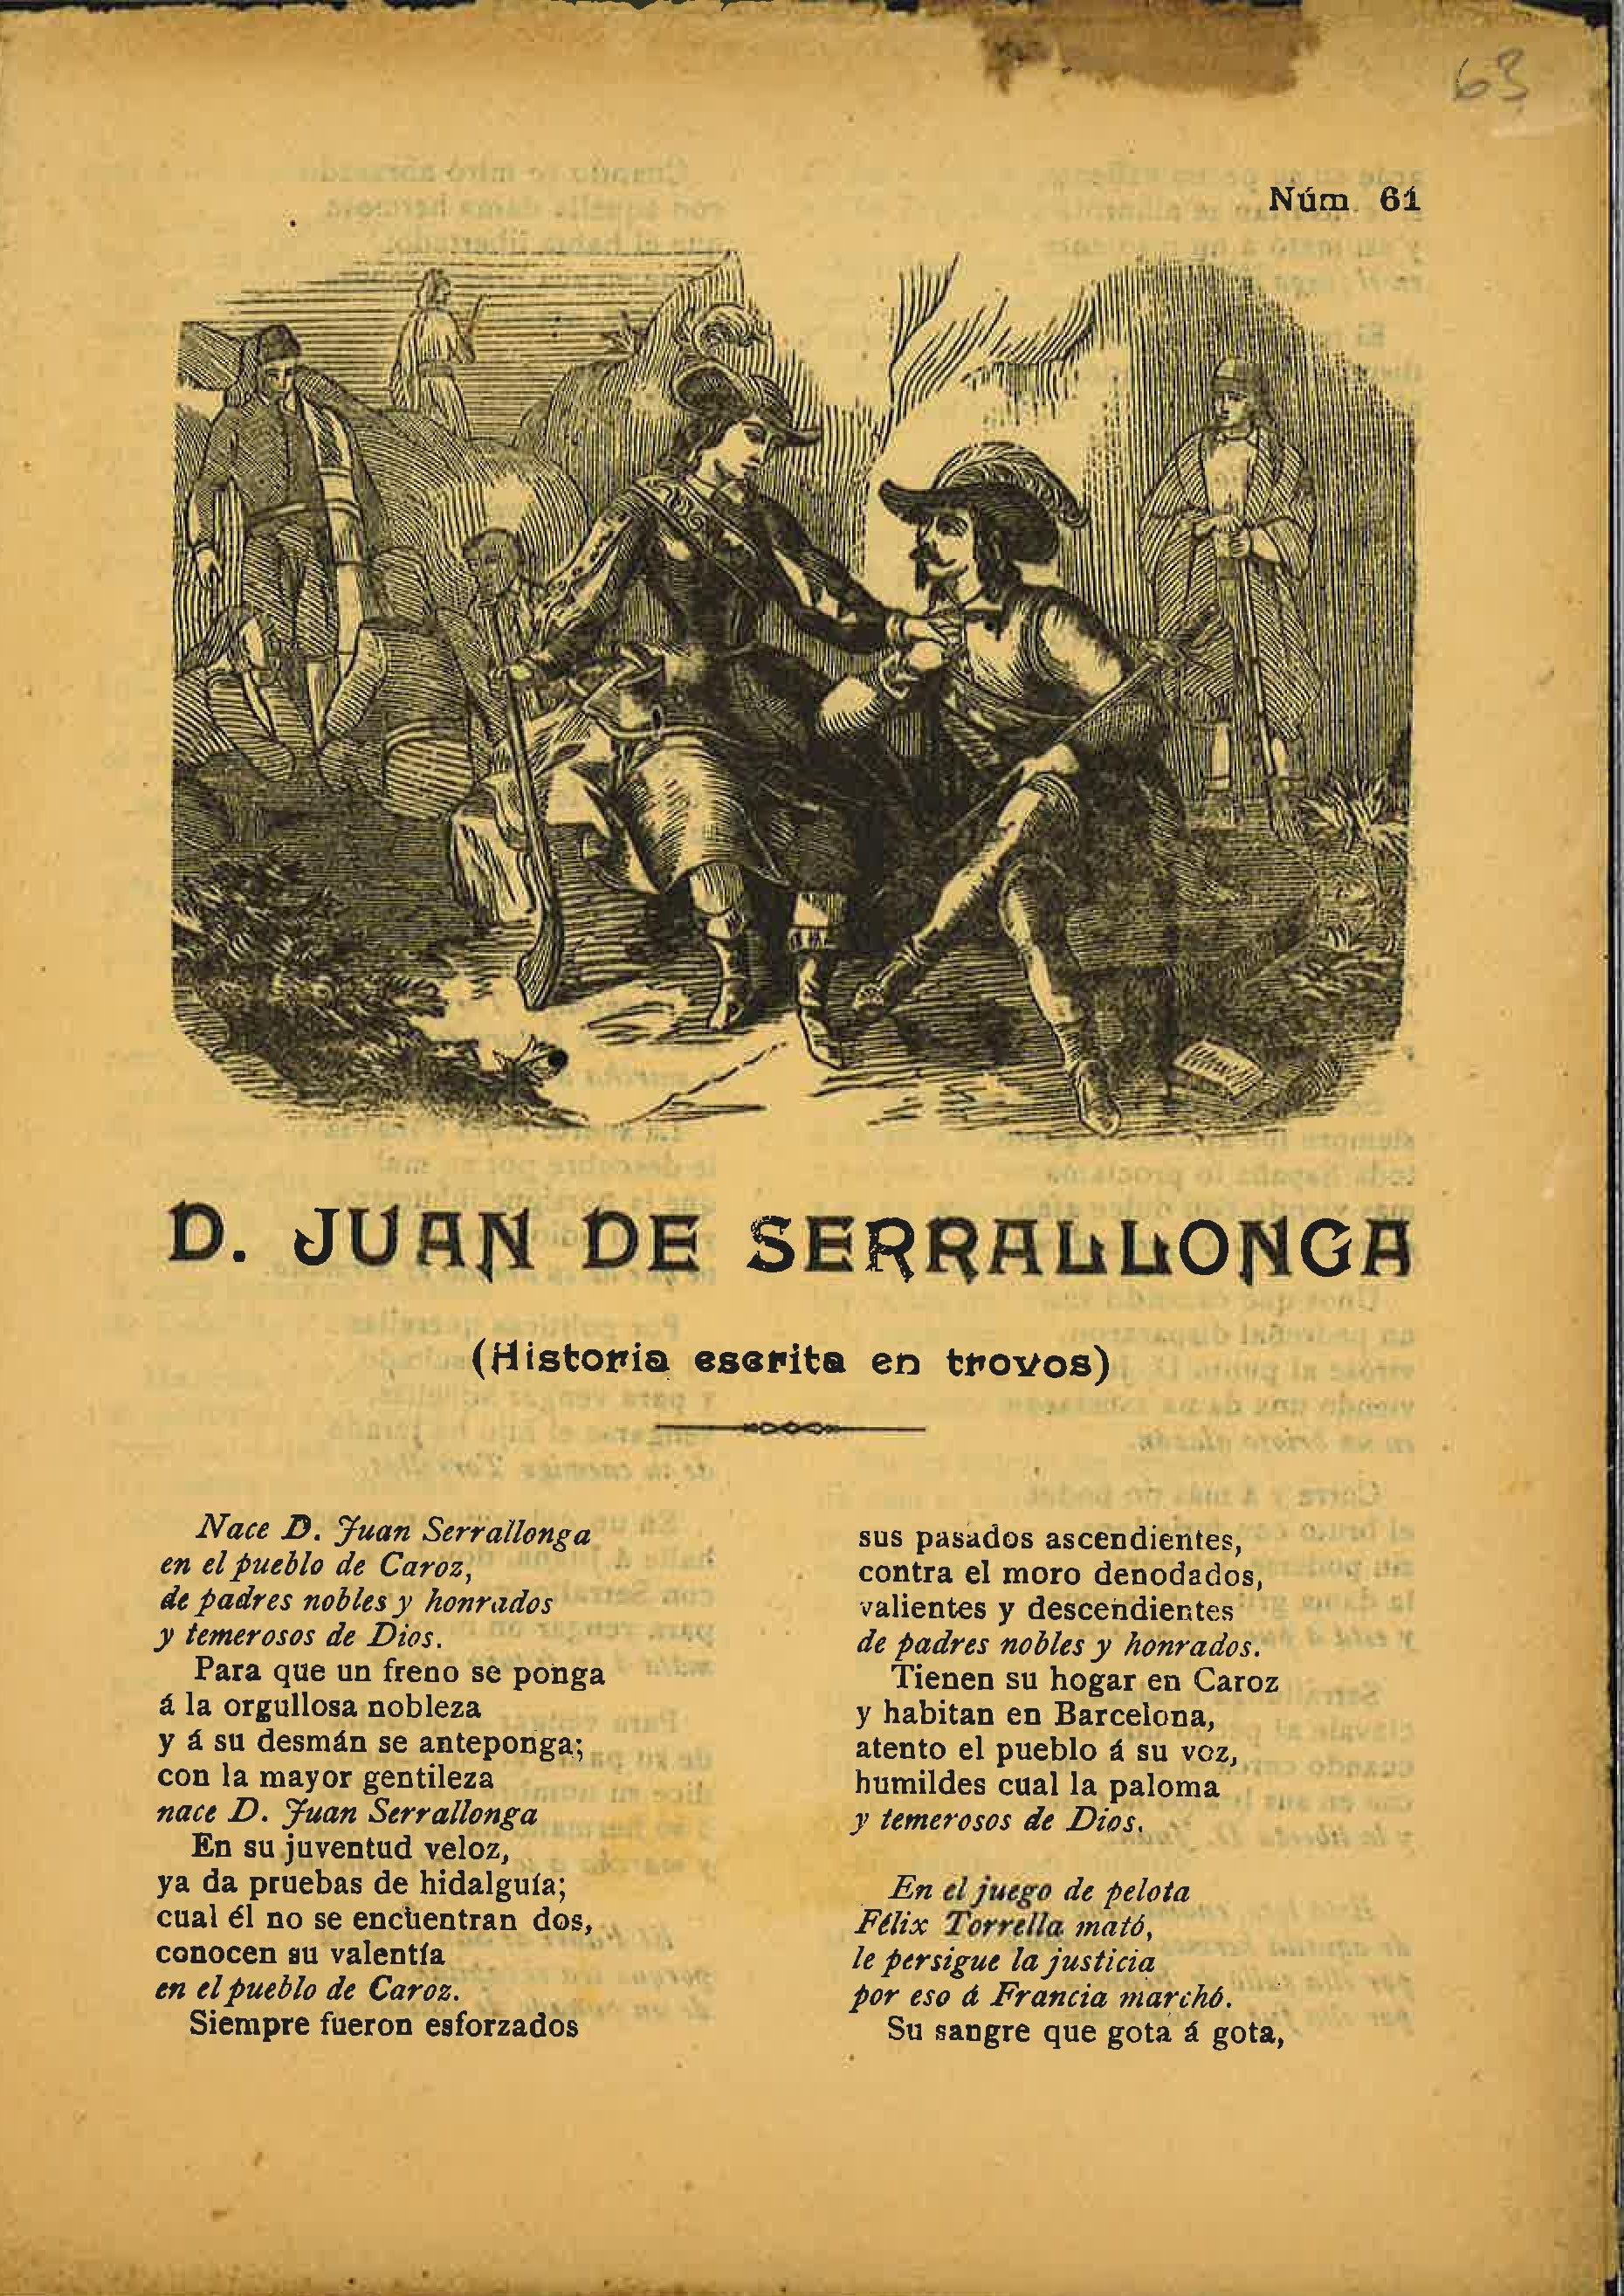 63
Núm. 61
D. JUAN DE SERRALLONGA
(Historia escrita en trovos)
Nace D. Juan Serrallonga
en el pueblo de Caroz,
de padres nobles y honrados
y temerosos de Dios.
Para que un freno se ponga
á la orgullosa nobleza
y á su desmán se anteponga;
con la mayor gentileza
nace D. Juan Serrallonga
En su juventud veloz,
ya da pruebas de hidalguía;
cual él no se encuentran dos,
conocen su valentía
en el pueblo de Caroz.
Siempre fueron esforzados
sus pasados ascendientes,
contra el moro denodados,
valientes y descendientes
de padres nobles y honrados.
Tienen su hogar en Caroz
y habitan en Barcelona,
atento el pueblo á su voz,
humildes cual la paloma
y temerosos de Dios.
En el juego de pelota
Félix Torrella mató,
le persigue la justicia
por eso á Francia marchó.
Su sangre que gota á gota,